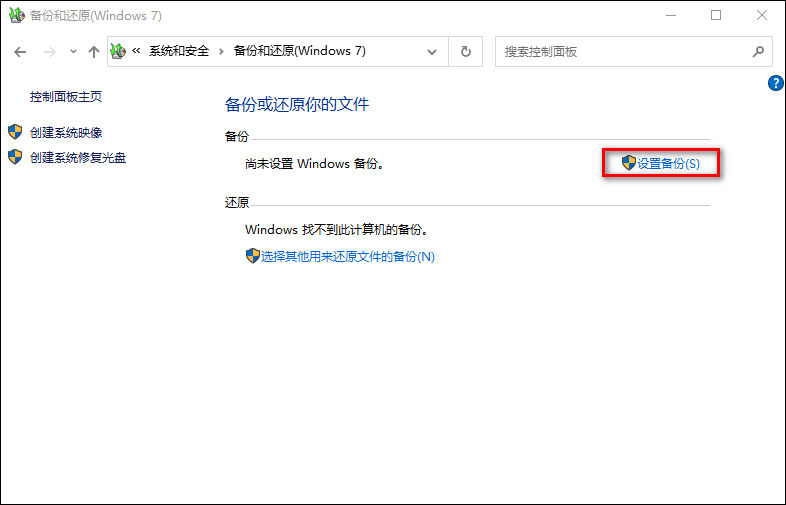 备份和还原(Windows 7)
« 系统和安全 › 备份和还原(Windows 7)
搜索控制面板
?
控制面板主页
创建系统映像
创建系统修复光盘
备份或还原你的文件
备份
尚未设置 Windows 备份。
设置备份(S)
还原
Windows 找不到此计算机的备份。
选择其他用来还原文件的备份(N)